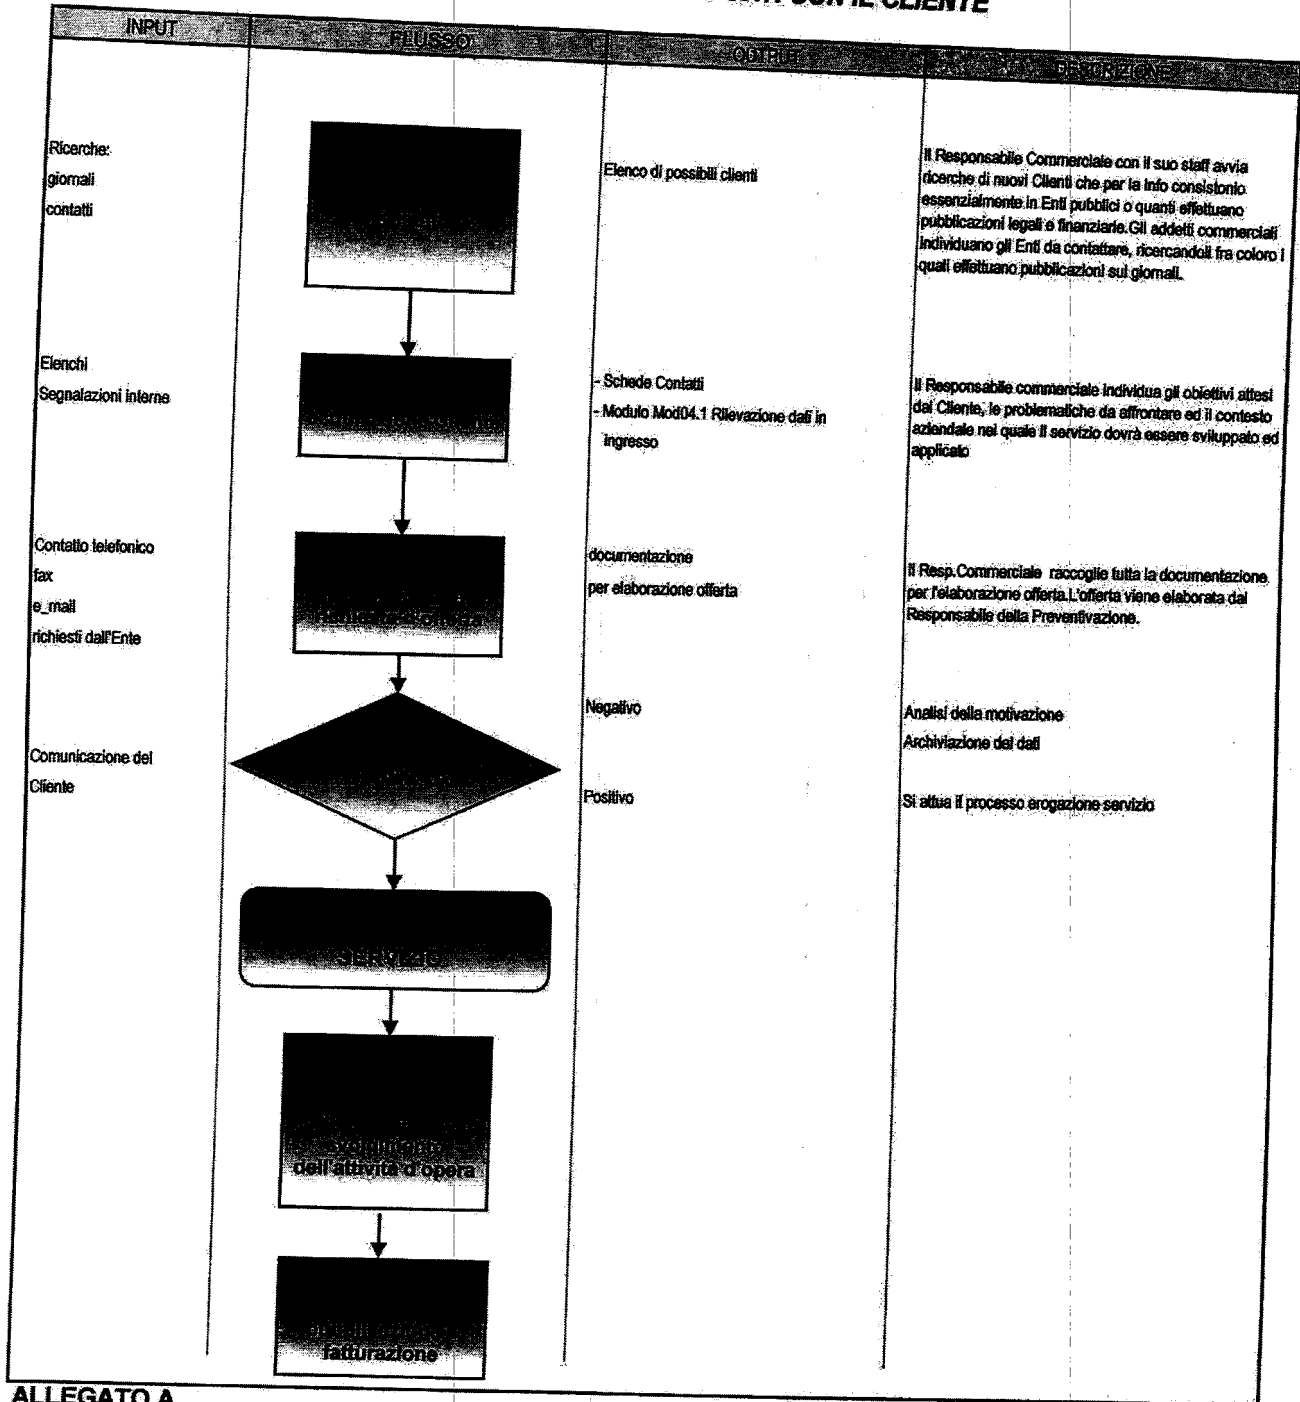 CON IL CLIENTE
INPUT
FLUSSO
OUTPUT
DESCRIZIONE
Ricerche:
giornali
contatti
Elenco di possibili clienti
Il Responsabile Commerciale con il suo staff avvia
ricerche di nuovi Clienti che per la Info consistonio
essenzialmente in Enti pubblici o quanti effettuano
pubblicazioni legali e finanziarie.Gli addetti commerciali
individuano gli Enti da contattare, ricercandoli fra coloro i
quali effettuano pubblicazioni sui giornali.
Elenchi
Segnalazioni interne
- Schede Contatti
- Modulo Mod04.1 Rilevazione dati in
ingresso
Il Responsabile commerciale individua gli obiettivi attesi
dal Cliente, le problematiche da affrontare ed il contesto
aziendale nel quale il servizio dovrà essere sviluppato ed
applicato
Contatto telefonico
fax
e_mail
richiesti dall'Ente
documentazione
per elaborazione offerta
Il Resp.Commerciale raccoglie tutta la documentazione
per l'elaborazione offerta.L'offerta viene elaborata dal
Responsabile della Preventivazione.
Comunicazione del
Cliente
Negativo
Analisi della motivazione
Archiviazione dei dati
Positivo
Si attua il processo erogazione servizio
SERVIZIO
svolgimento
dell'attività d'opera
fatturazione
ALLEGATO A